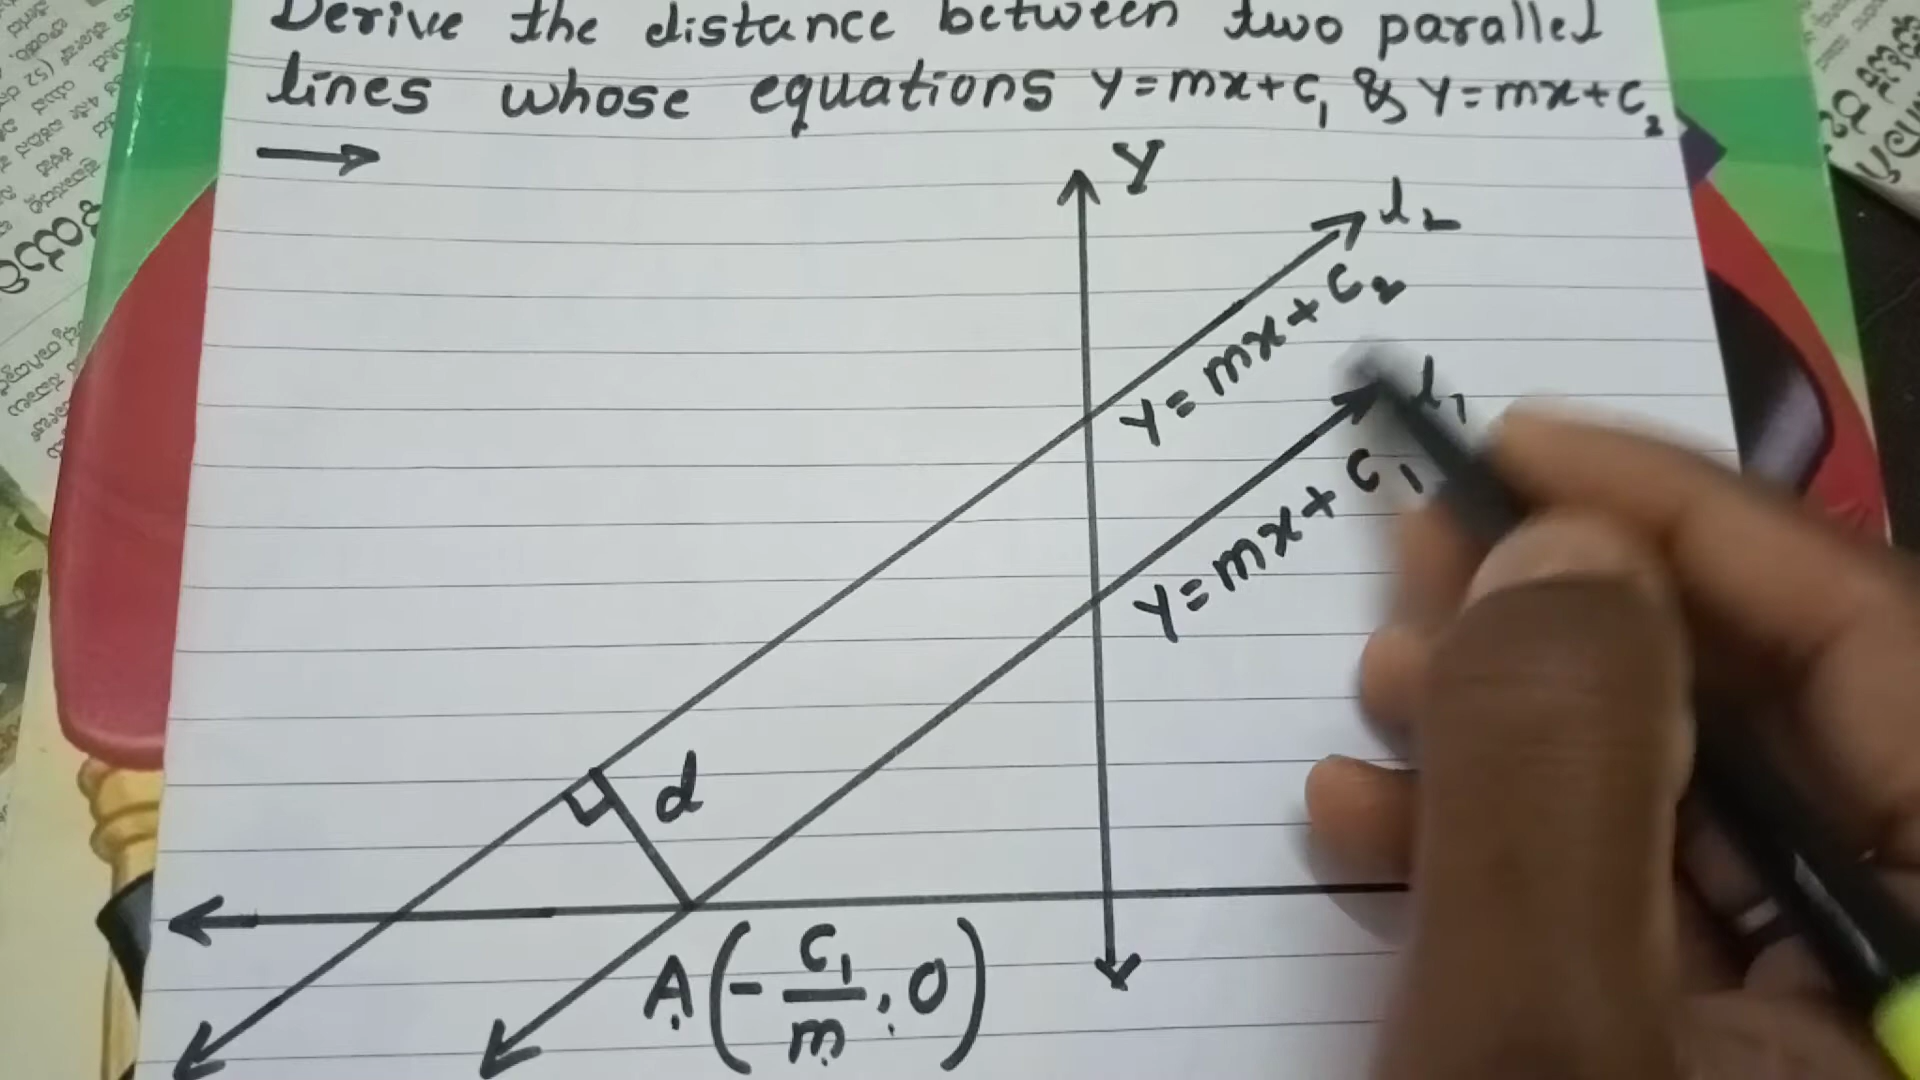 Derive the distance between two parallel
lines whose equations y=mx+c₁ & y=mx+c₂
Y
l₂
y=mx+c₂
l₁
y=mx+c₁
d
A(-c₁/m, 0)